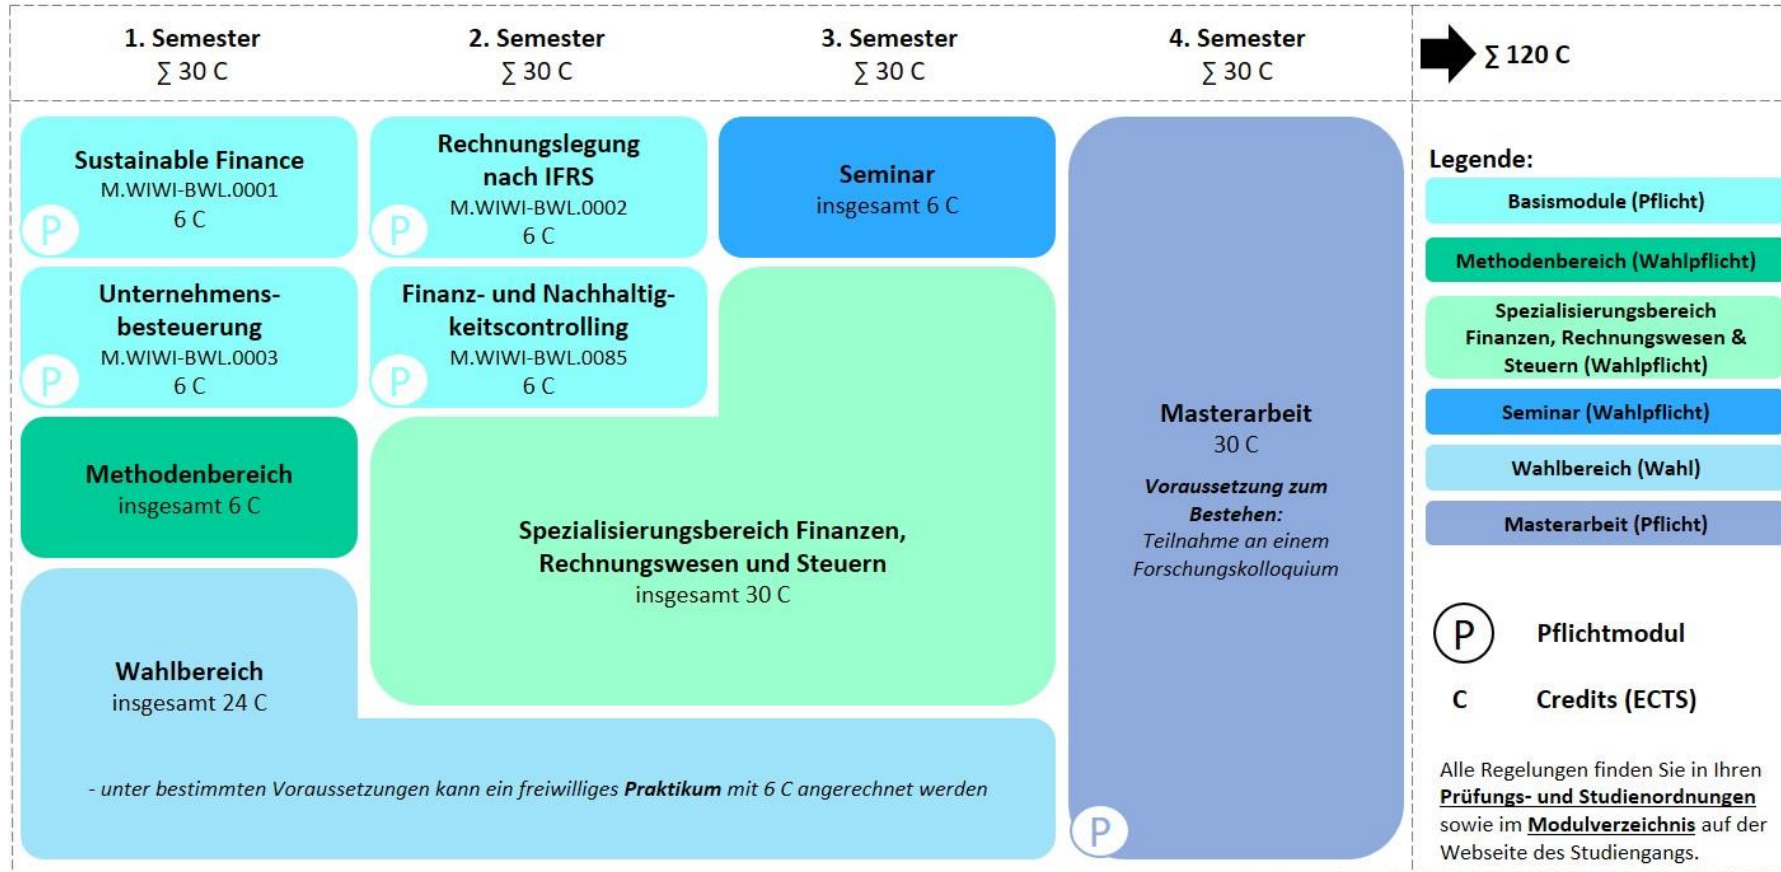 1. Semester
∑ 30 C
2. Semester
∑ 30 C
3. Semester
∑ 30 C
4. Semester
∑ 30 C
∑ 120 C
Sustainable Finance
M.WIWI-BWL.0001
6 C
P
Rechnungslegung
nach IFRS
M.WIWI-BWL.0002
6 C
P
Seminar
insgesamt 6 C
Unternehmens-
besteuerung
M.WIWI-BWL.0003
6 C
P
Finanz- und Nachhaltig-
keitscontrolling
M.WIWI-BWL.0085
6 C
P
Methodenbereich
insgesamt 6 C
Spezialisierungsbereich Finanzen,
Rechnungswesen und Steuern
insgesamt 30 C
Wahlbereich
insgesamt 24 C
- unter bestimmten Voraussetzungen kann ein freiwilliges Praktikum mit 6 C angerechnet werden
Masterarbeit
30 C
Voraussetzung zum
Bestehen:
Teilnahme an einem
Forschungskolloquium
P
Legende:
Basismodule (Pflicht)
Methodenbereich (Wahlpflicht)
Spezialisierungsbereich
Finanzen, Rechnungswesen &
Steuern (Wahlpflicht)
Seminar (Wahlpflicht)
Wahlbereich (Wahl)
Masterarbeit (Pflicht)
P Pflichtmodul
C Credits (ECTS)
Alle Regelungen finden Sie in Ihren
Prüfungs- und Studienordnungen
sowie im Modulverzeichnis auf der
Webseite des Studiengangs.